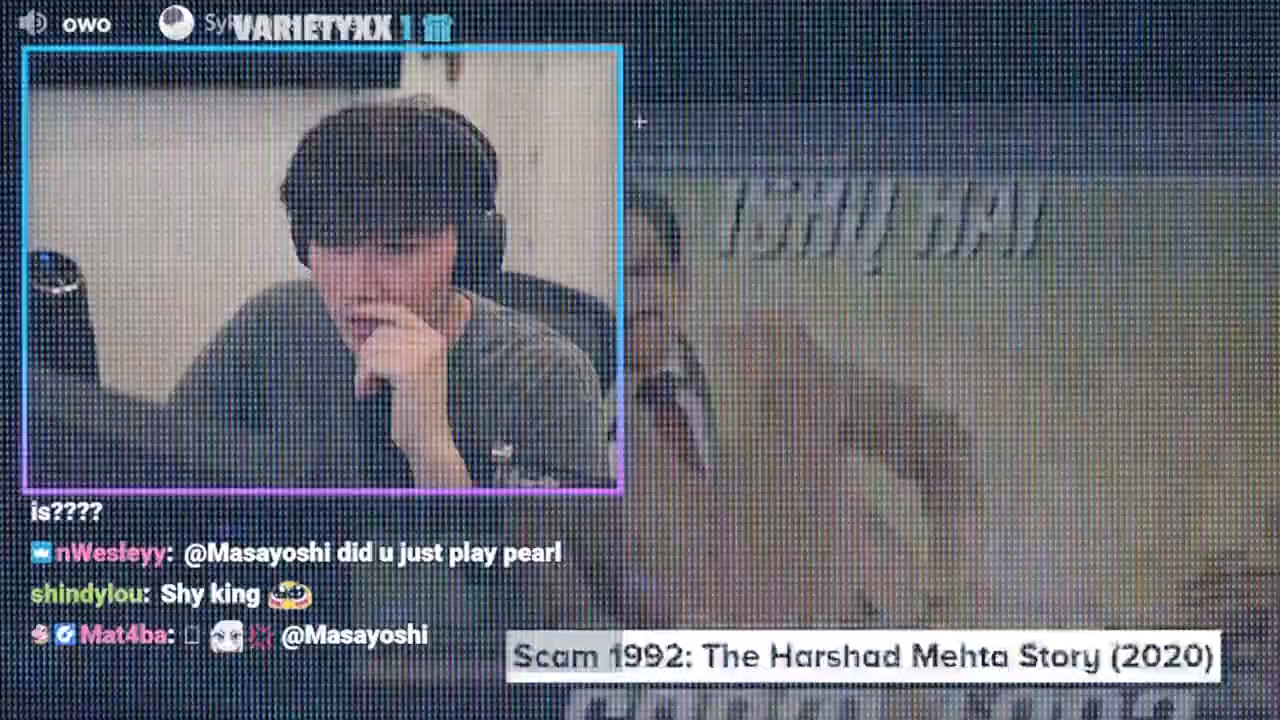 owo
VARIETYXX 1
is????
nWesleyy: @Masayoshi did u just play pearl
shindylou: Shy king
Mat4ba: @Masayoshi
Scam 1992: The Harshad Mehta Story (2020)